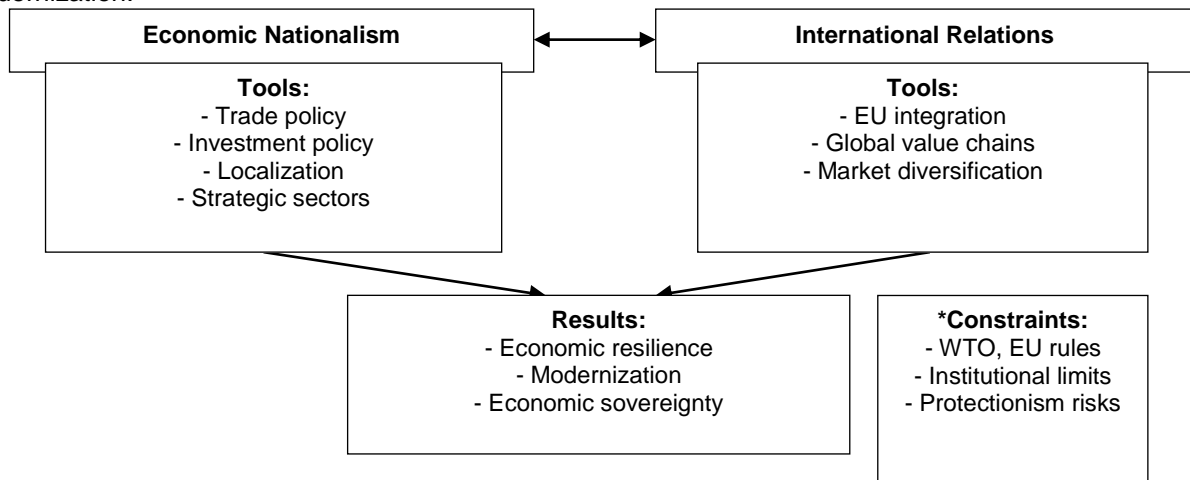 dernization.
Economic Nationalism
International Relations
Tools:
- Trade policy
- Investment policy
- Localization
- Strategic sectors
Tools:
- EU integration
- Global value chains
- Market diversification
Results:
- Economic resilience
- Modernization
- Economic sovereignty
*Constraints:
- WTO, EU rules
- Institutional limits
- Protectionism risks